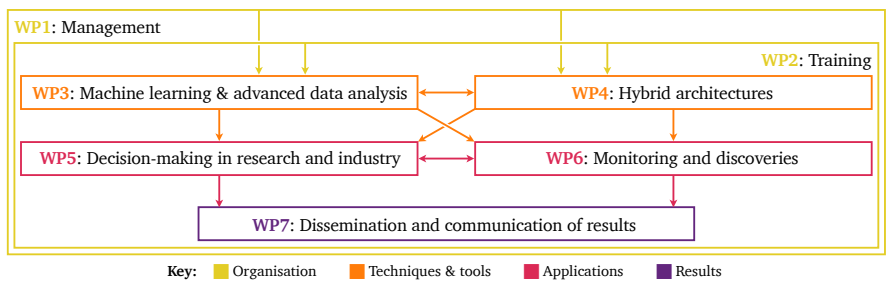 WP1: Management
WP2: Training
WP3: Machine learning & advanced data analysis
WP4: Hybrid architectures
WP5: Decision-making in research and industry
WP6: Monitoring and discoveries
WP7: Dissemination and communication of results
Key: Organisation Techniques & tools Applications Results